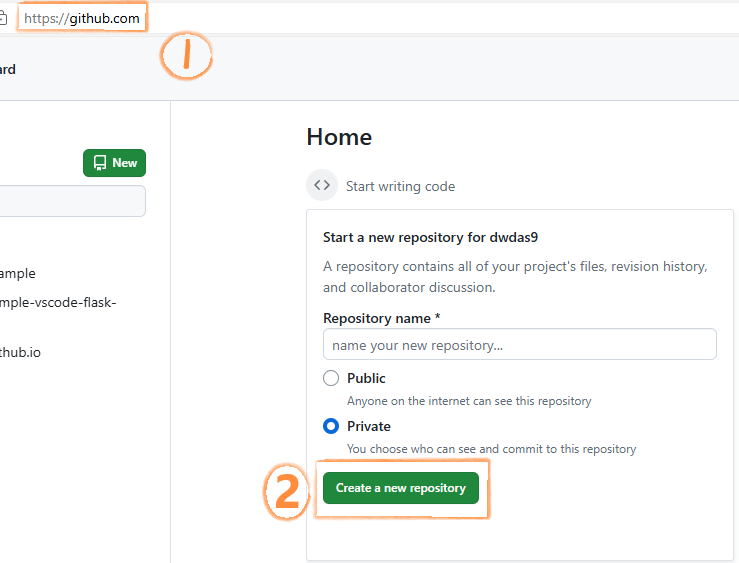 https://github.com
1
ard
New
ample
mple-vscode-flask-
thub.io
Home
<> Start writing code
Start a new repository for dwdas9
A repository contains all of your project's files, revision history,
and collaborator discussion.
Repository name *
name your new repository...
Public
Anyone on the internet can see this repository
Private
You choose who can see and commit to this repository
2
Create a new repository